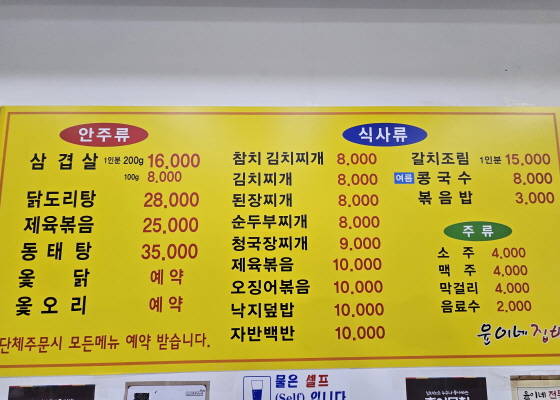 안주류
삼겹살 1인분 200g 16,000
100g 8,000
닭도리탕 28,000
제육볶음 25,000
동태탕 35,000
옻 닭 예약
옻오리 예약
단체주문시 모든메뉴 예약 받습니다.
식사류
참치 김치찌개 8,000
김치찌개 8,000
된장찌개 8,000
순두부찌개 8,000
청국장찌개 9,000
제육볶음 10,000
오징어볶음 10,000
낙지덮밥 10,000
자반백반 10,000
갈치조림 1인분 15,000
여름 콩국수 8,000
볶음밥 3,000
주류
소주 4,000
맥주 4,000
막걸리 4,000
음료수 2,000
윤이네집밥
물은 셀프
(Self) 입니다
윤이네